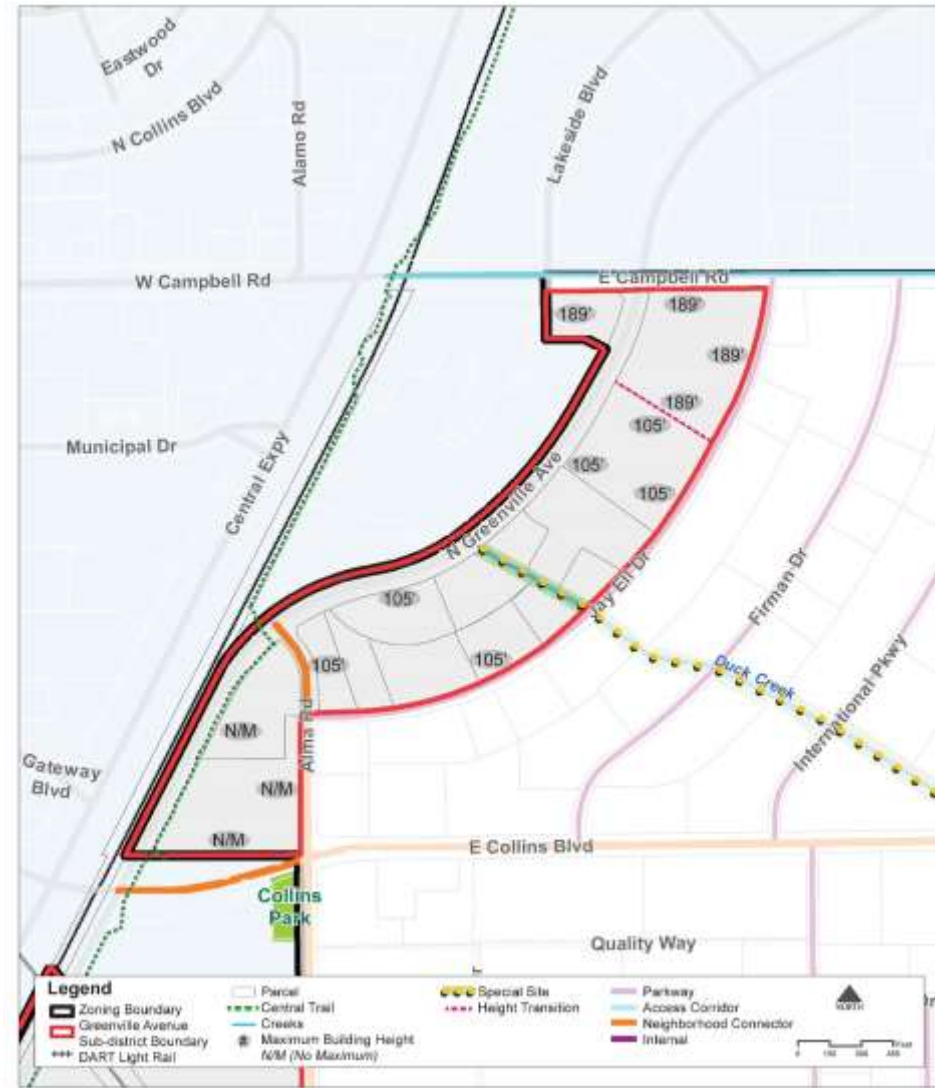 Eastwood
Dr
N Collins Blvd
Alamo Rd
Lakeside Blvd
W Campbell Rd
E Campbell Rd
189'
189'
189'
189'
105'
105'
105'
Municipal Dr
Central Expy
N Greenville Ave
105'
105'
105'
Firman Dr
Duck Creek
International Pkwy
N/M
Alma Rd
N/M
N/M
Gateway
Blvd
E Collins Blvd
Collins
Park
Quality Way
Legend
Zoning Boundary
Greenville Avenue
Sub-district Boundary
DART Light Rail
Parcel
Central Trail
Creeks
Maximum Building Height
N/M (No Maximum)
Special Site
Height Transition
Parkway
Access Corridor
Neighborhood Connector
Internal
NORTH
Feet
0